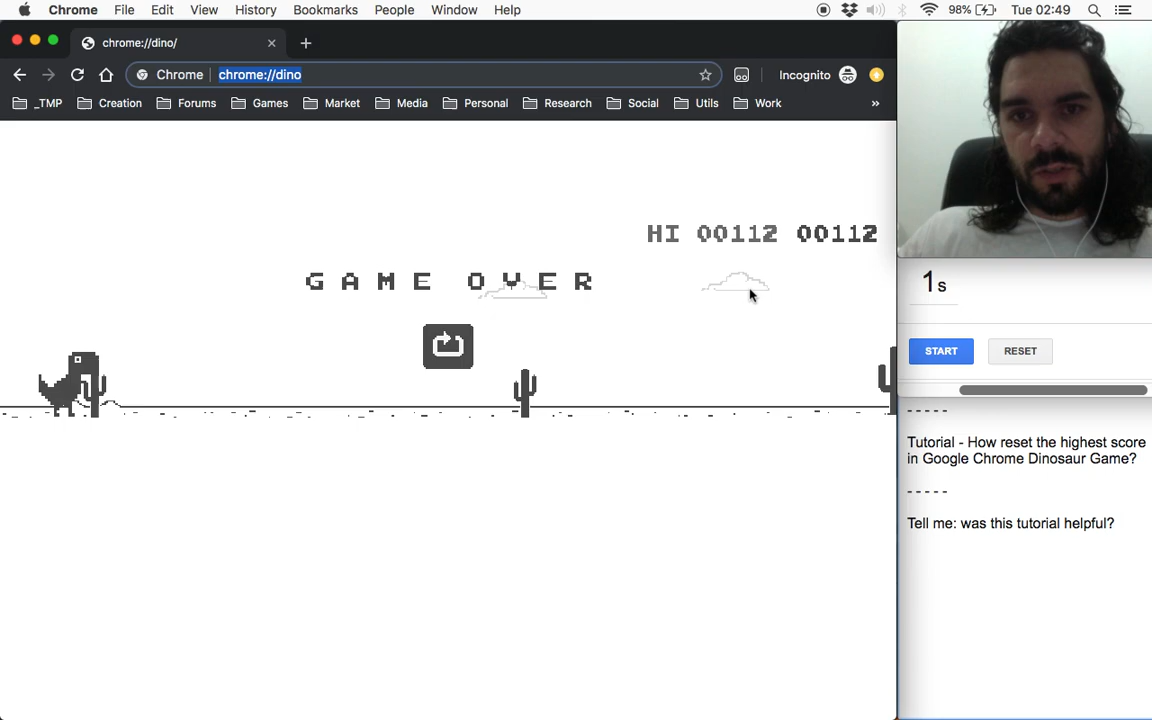 Chrome File Edit View History Bookmarks People Window Help 98% Tue 02:49
chrome://dino/
Chrome chrome://dino Incognito
_TMP Creation Forums Games Market Media Personal Research Social Utils Work »
HI 00112 00112
GAME OVER
1s
START RESET
-----
Tutorial - How reset the highest score
in Google Chrome Dinosaur Game?
-----
Tell me: was this tutorial helpful?